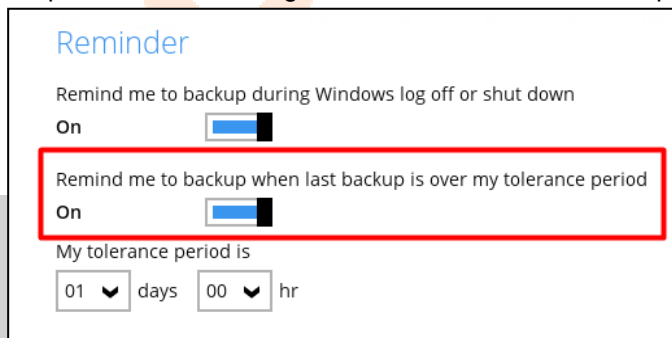 Reminder
Remind me to backup during Windows log off or shut down
On
Remind me to backup when last backup is over my tolerance period
On
My tolerance period is
01 days 00 hr